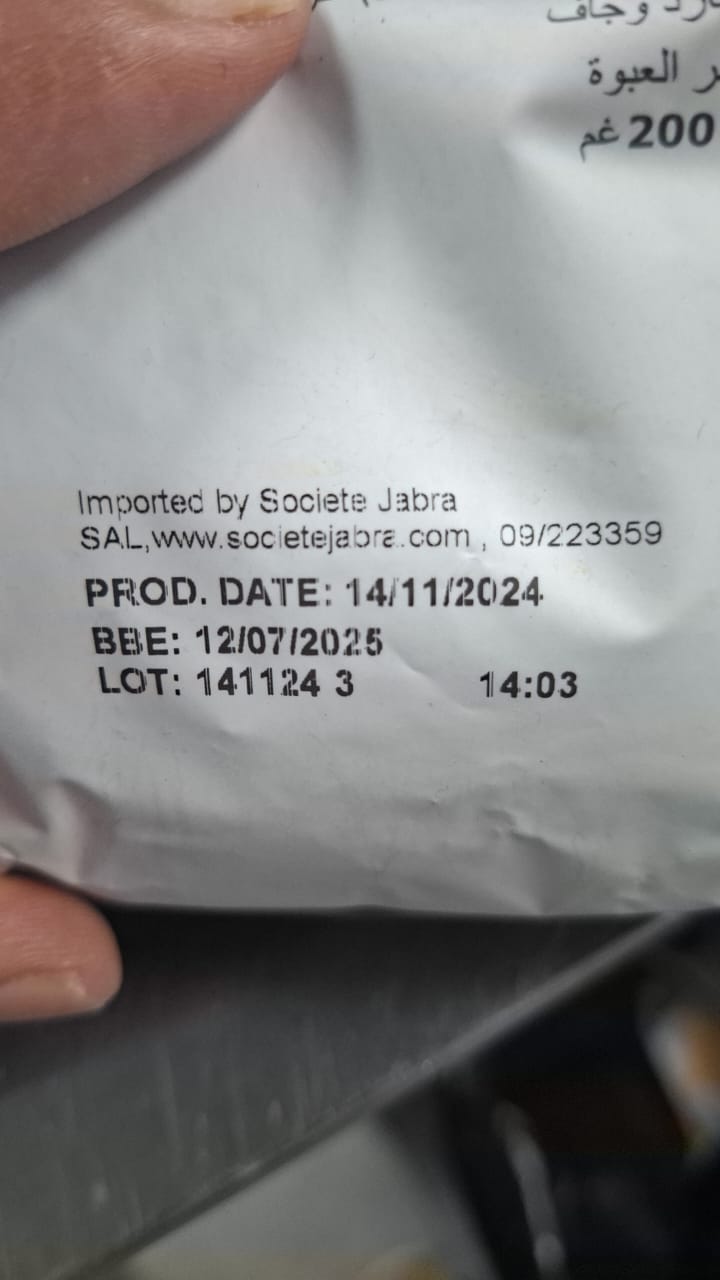 وجاف
العبوة
200 غم
Imported by Societe Jabra
SAL,www.societejabra.com , 09/223359
PROD. DATE: 14/11/2024
BBE: 12/07/2025
LOT: 141124 3 14:03